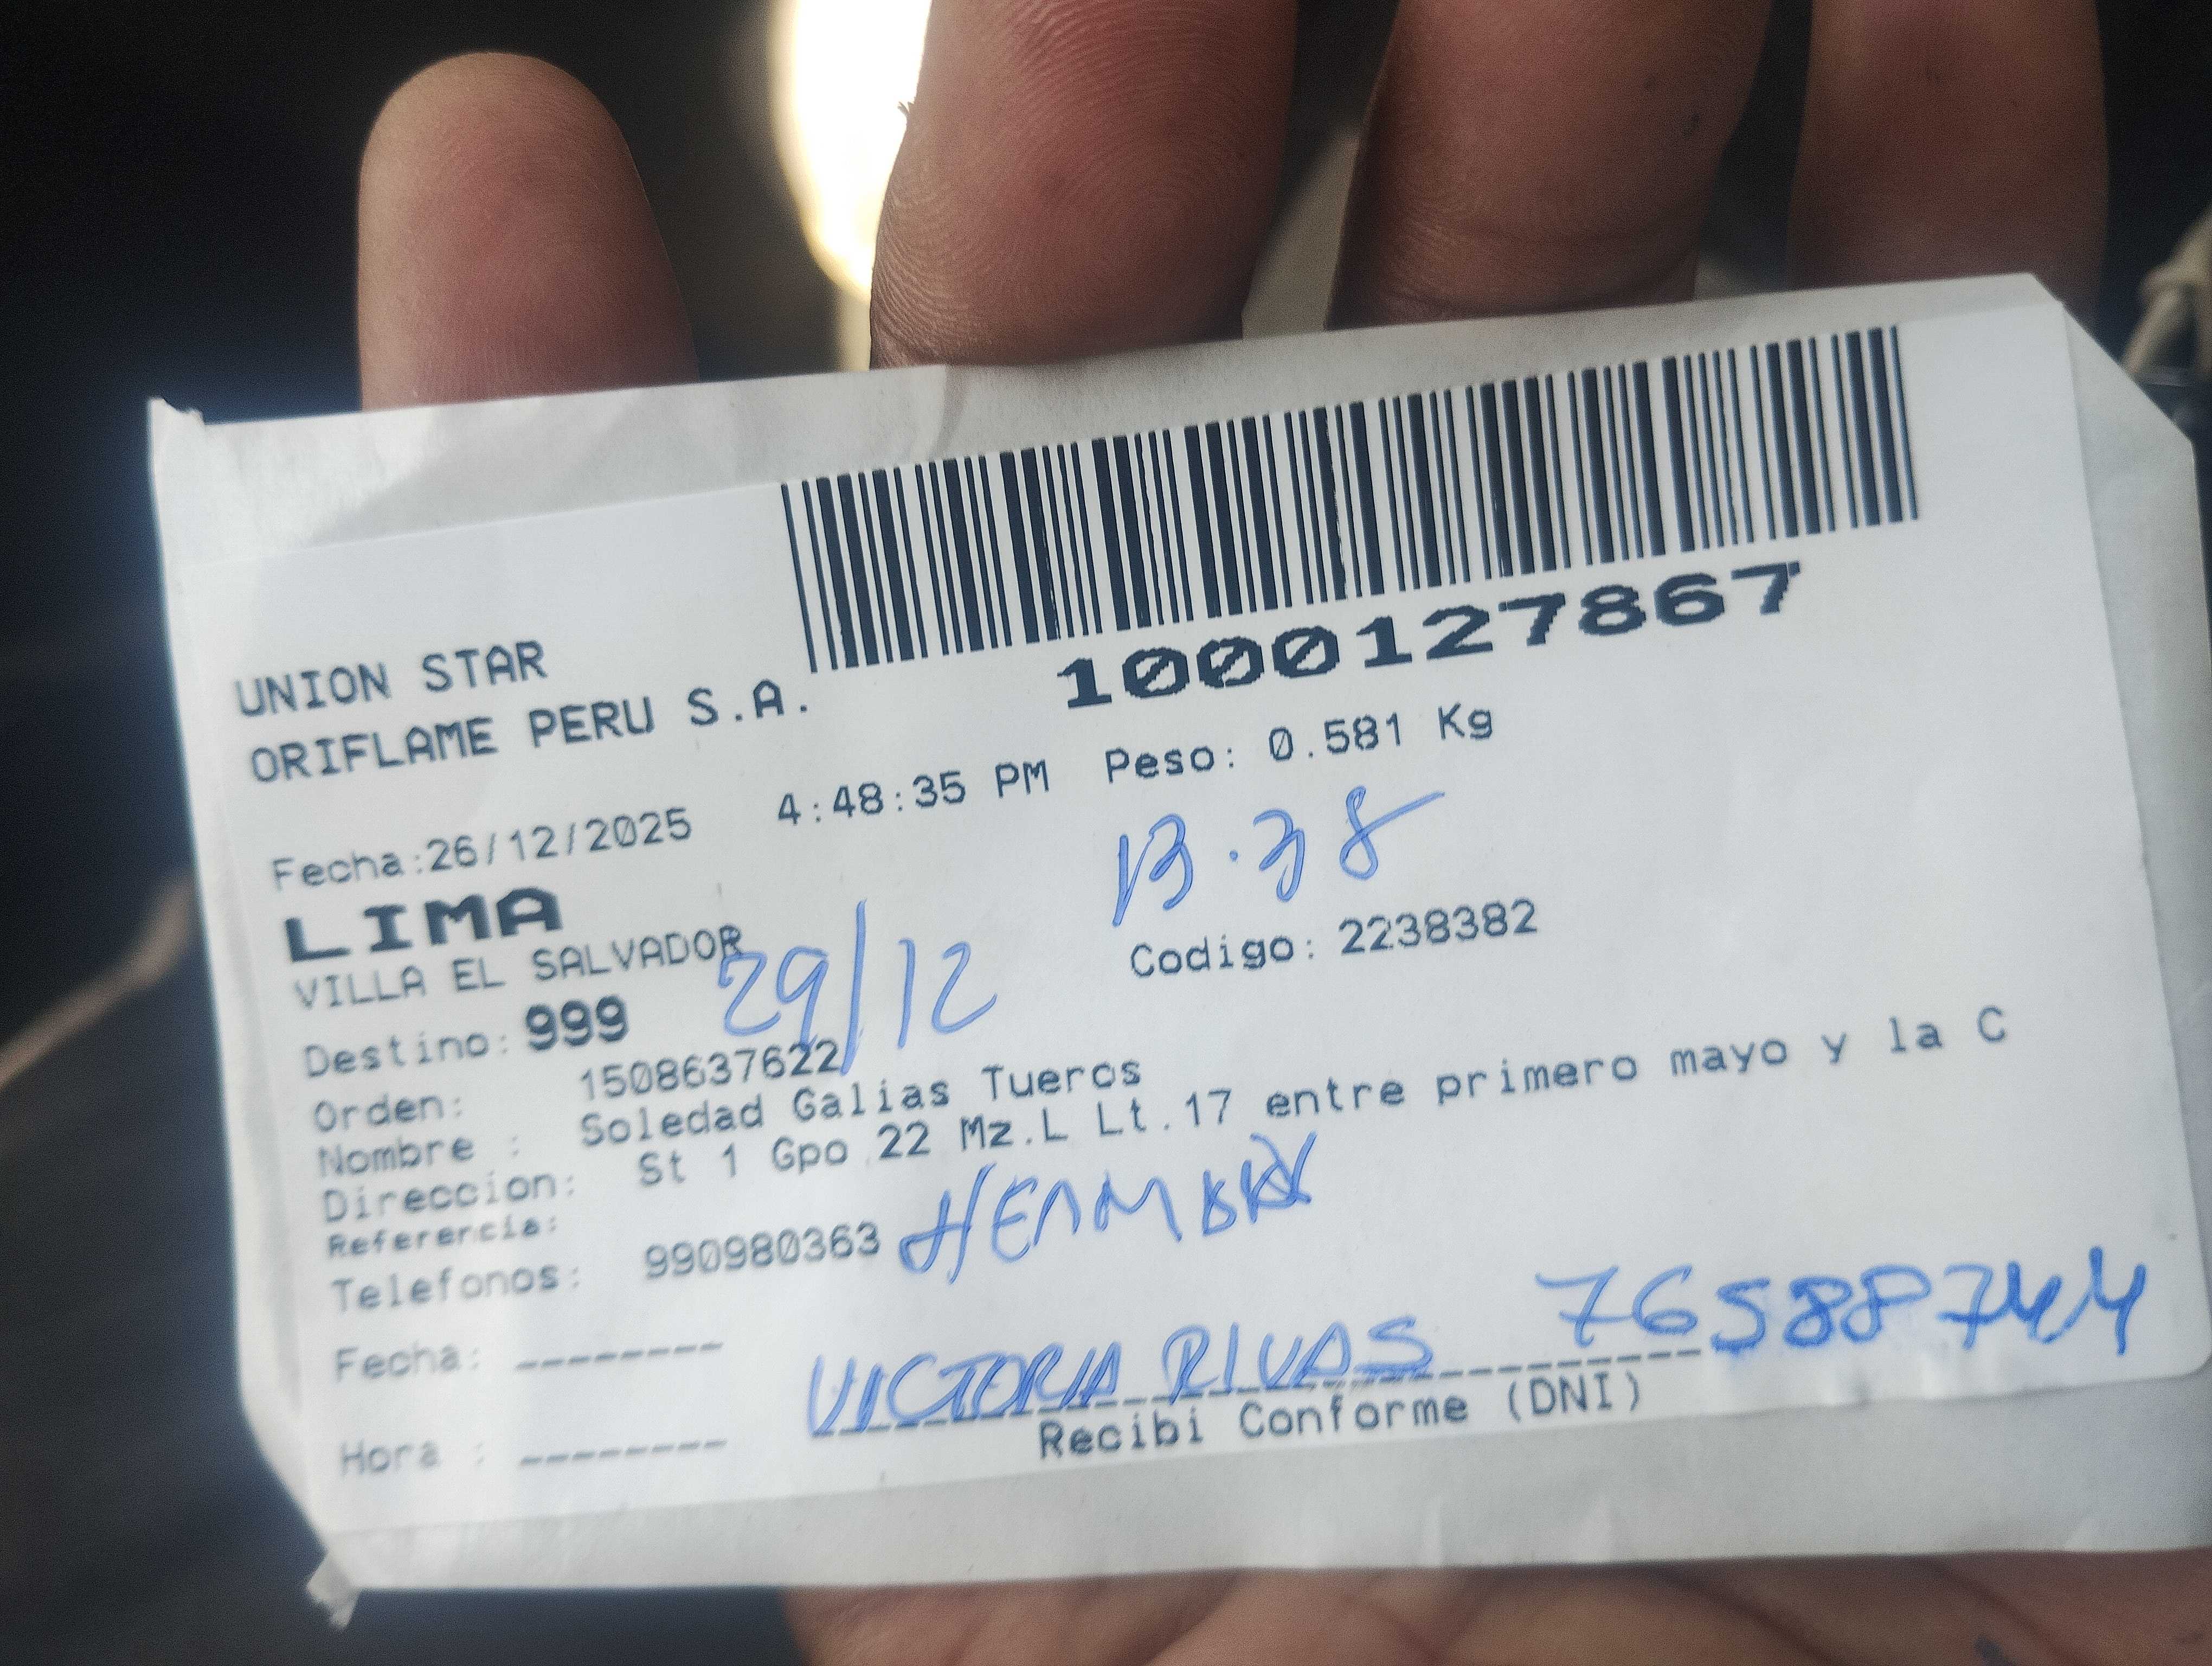 1000127867
UNION STAR
ORIFLAME PERU S.A.
Fecha:26/12/2025 4:48:35 PM Peso: 0.581 Kg
13.38
LIMA
VILLA EL SALVADOR
29/12
Codigo: 2238382
Destino: 999
Orden: 1508637622
Nombre : Soledad Galias Tueros
Direccion: St 1 Gpo 22 Mz.L Lt.17 entre primero mayo y la C
Referencia:
Telefonos: 990980363
Fecha: --------
VICTORIA RIVAS 76588744
Recibi Conforme (DNI)
Hora : --------